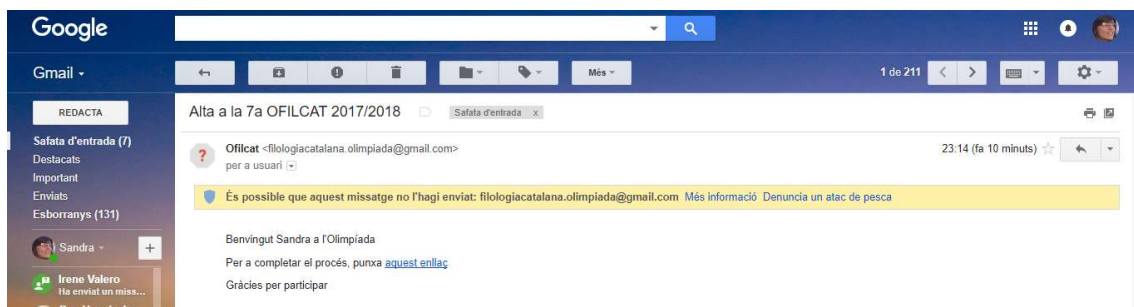 Google
Gmail
Més
1 de 211
REDACTA
Alta a la 7a OFILCAT 2017/2018
Safata d'entrada x
Safata d'entrada (7)
Destacats
Important
Enviats
Esborranys (131)
Ofilcat <filologiacatalana.olimpiada@gmail.com>
23:14 (fa 10 minuts)
per a usuari
És possible que aquest missatge no l'hagi enviat: filologiacatalana.olimpiada@gmail.com Més informació Denuncia un atac de pesca
Benvingut Sandra a l'Olimpíada
Per a completar el procés, punxa aquest enllaç
Gràcies per participar
Sandra
Irene Valero
Ha enviat un miss...